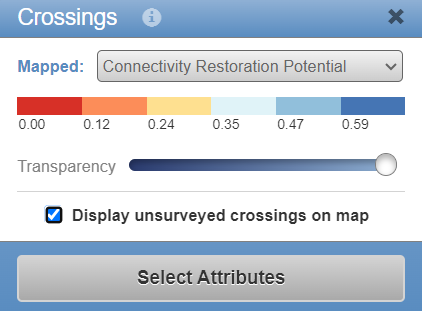 Crossings
Mapped: Connectivity Restoration Potential
0.00 0.12 0.24 0.35 0.47 0.59
Transparency
Display unsurveyed crossings on map
Select Attributes